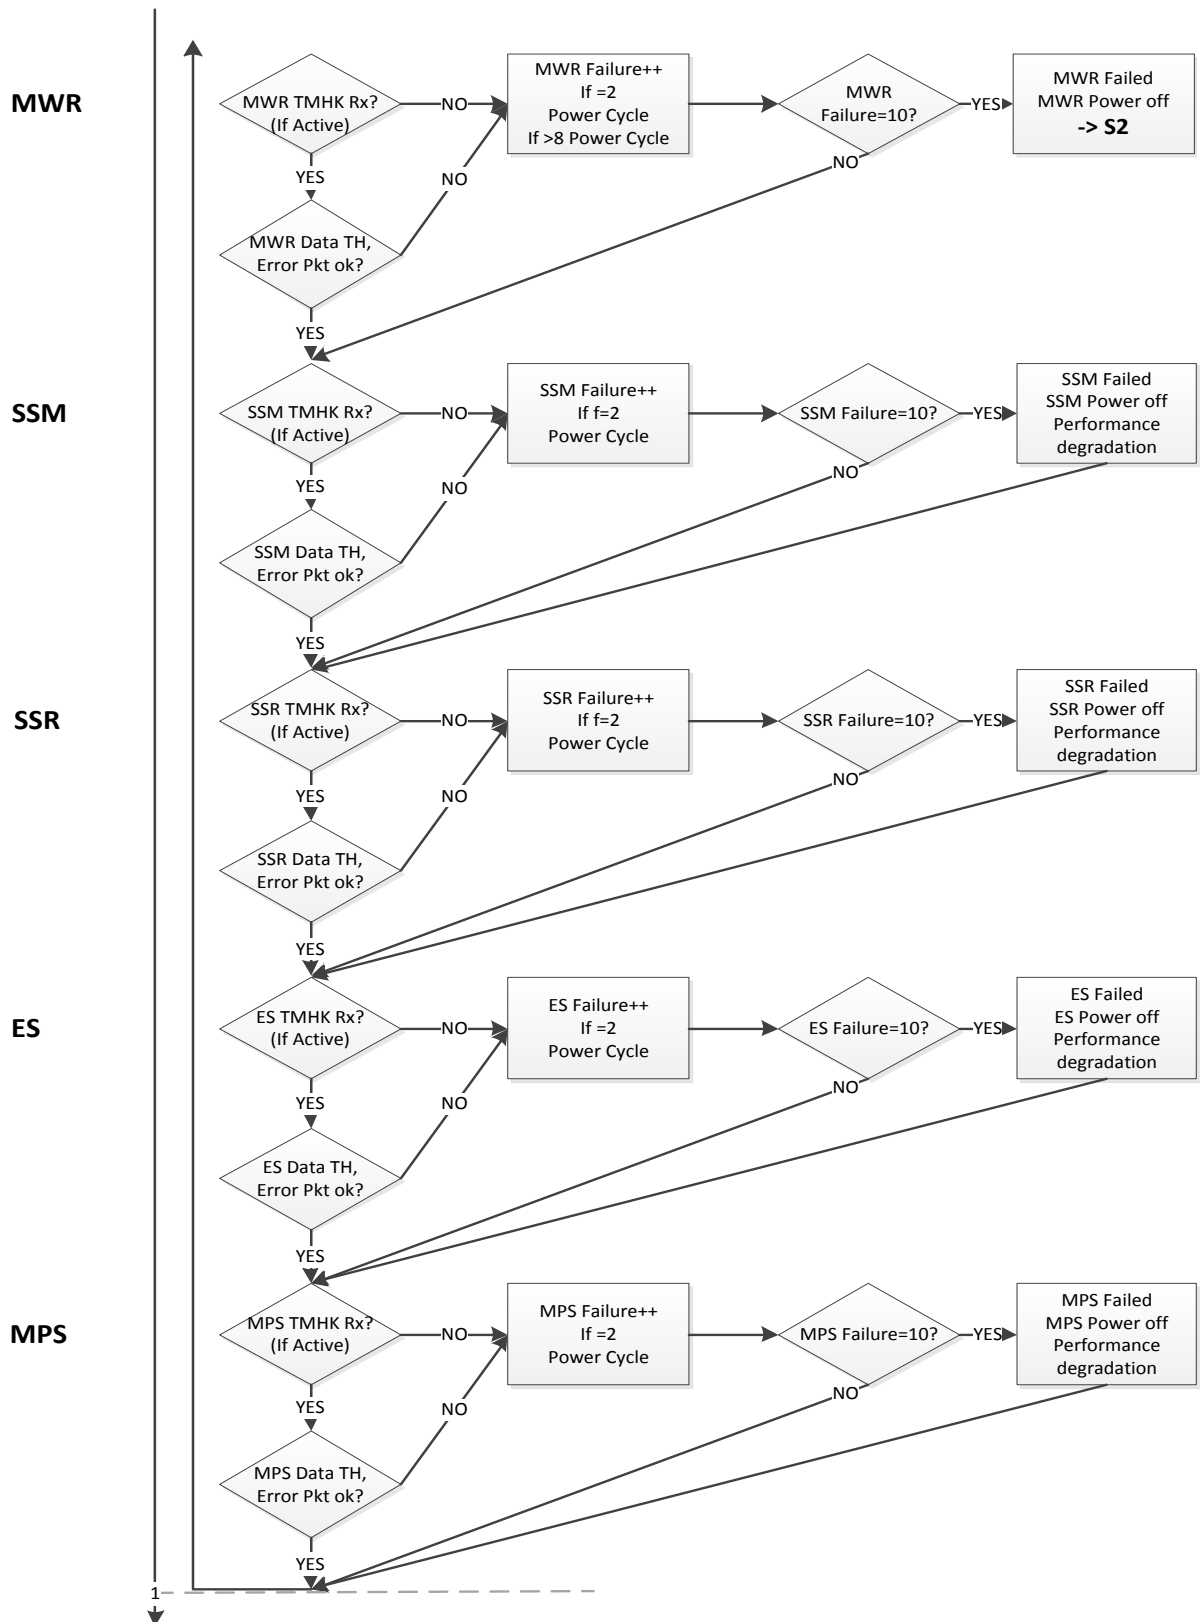 MWR
MWR TMHK Rx?
(If Active)
NO
MWR Failure++
If =2
Power Cycle
If >8 Power Cycle
MWR
Failure=10?
YES
MWR Failed
MWR Power off
-> S2
YES
NO
NO
MWR Data TH,
Error Pkt ok?
YES
SSM
SSM TMHK Rx?
(If Active)
NO
SSM Failure++
If f=2
Power Cycle
SSM Failure=10?
YES
SSM Failed
SSM Power off
Performance
degradation
YES
NO
NO
SSM Data TH,
Error Pkt ok?
YES
SSR
SSR TMHK Rx?
(If Active)
NO
SSR Failure++
If f=2
Power Cycle
SSR Failure=10?
YES
SSR Failed
SSR Power off
Performance
degradation
YES
NO
NO
SSR Data TH,
Error Pkt ok?
YES
ES
ES TMHK Rx?
(If Active)
NO
ES Failure++
If =2
Power Cycle
ES Failure=10?
YES
ES Failed
ES Power off
Performance
degradation
YES
NO
NO
ES Data TH,
Error Pkt ok?
YES
MPS
MPS TMHK Rx?
(If Active)
NO
MPS Failure++
If =2
Power Cycle
MPS Failure=10?
YES
MPS Failed
MPS Power off
Performance
degradation
YES
NO
NO
MPS Data TH,
Error Pkt ok?
YES
1